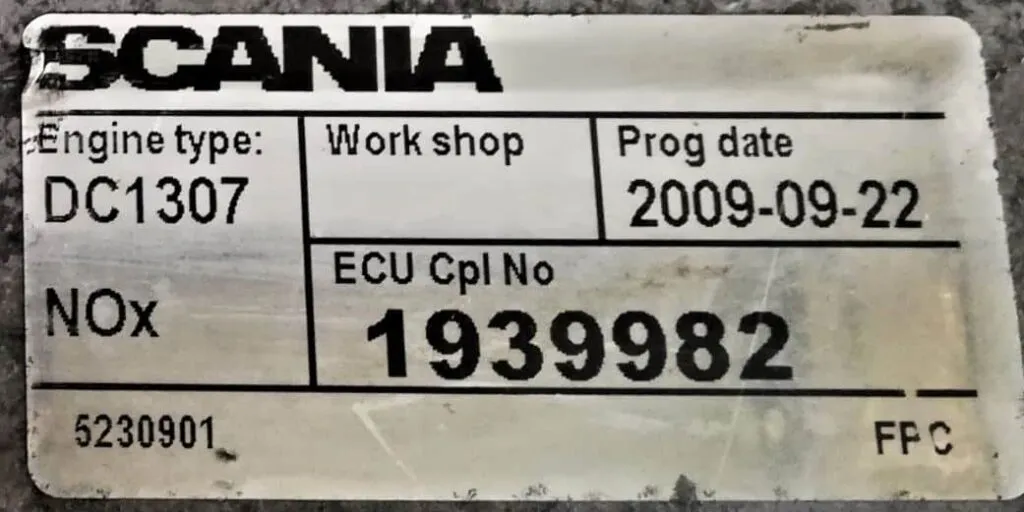 SCANIA
Engine type:
DC1307
NOx
Work shop
Prog date
2009-09-22
ECU Cpl No
1939982
5230901
FPC